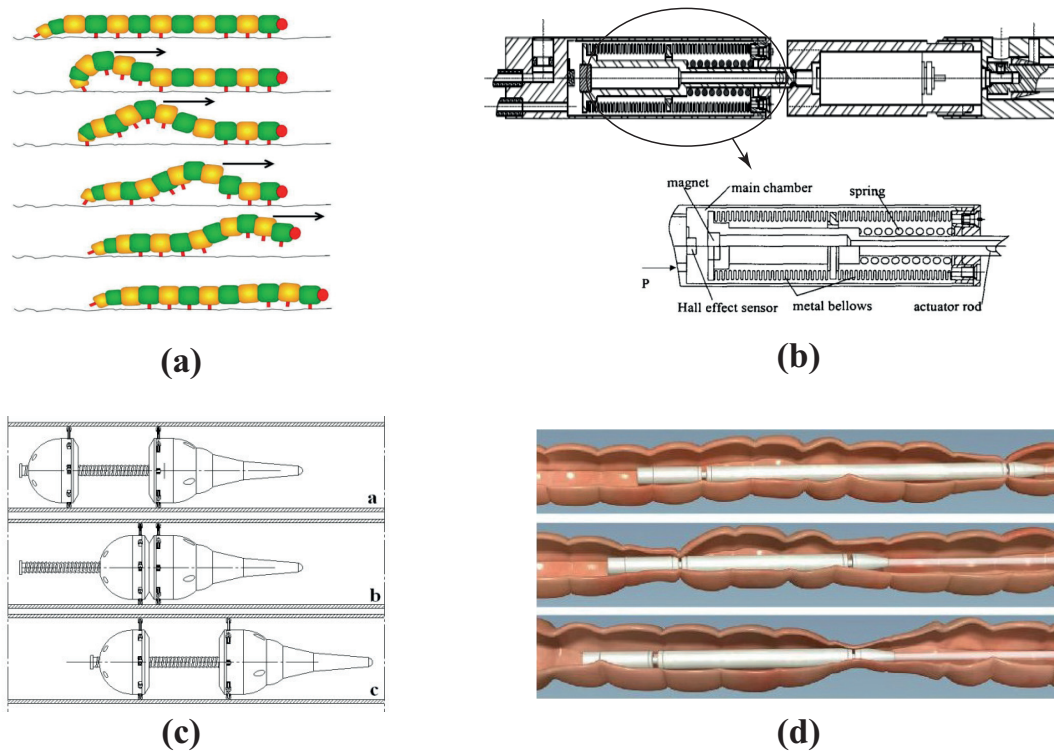 (a)
magnet
main chamber
spring
P
Hall effect sensor
metal bellows
actuator rod
(b)
a
b
c
(c)
(d)